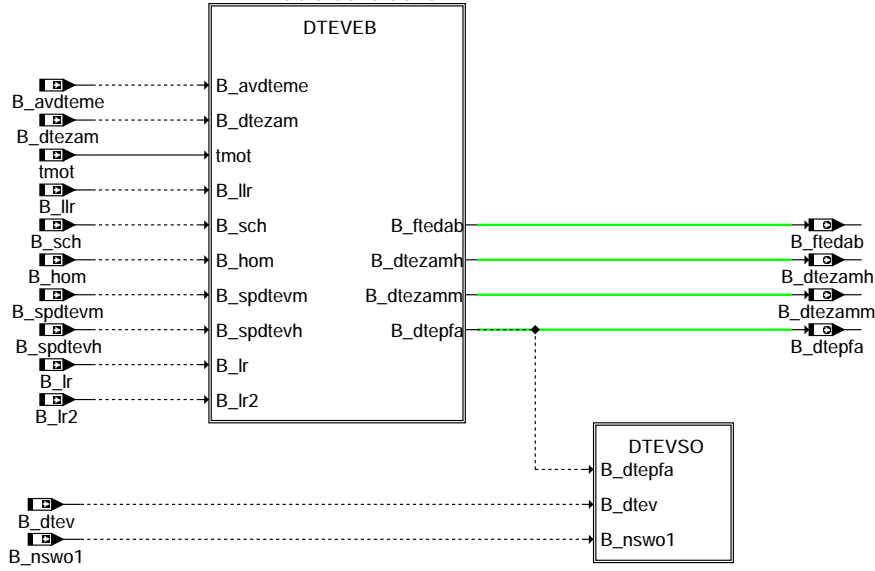 DTEVEB
B_avdteme
B_avdteme
B_dtezam
B_dtezam
tmot
tmot
B_llr
B_llr
B_sch
B_ftedab
B_sch
B_ftedab
B_hom
B_dtezamh
B_hom
B_dtezamh
B_spdtevm
B_dtezamm
B_spdtevm
B_dtezamm
B_spdtevh
B_dtepfa
B_spdtevh
B_dtepfa
B_lr
B_lr
B_lr2
B_lr2
DTEVSO
B_dtepfa
B_dtev
B_dtev
B_nswo1
B_nswo1